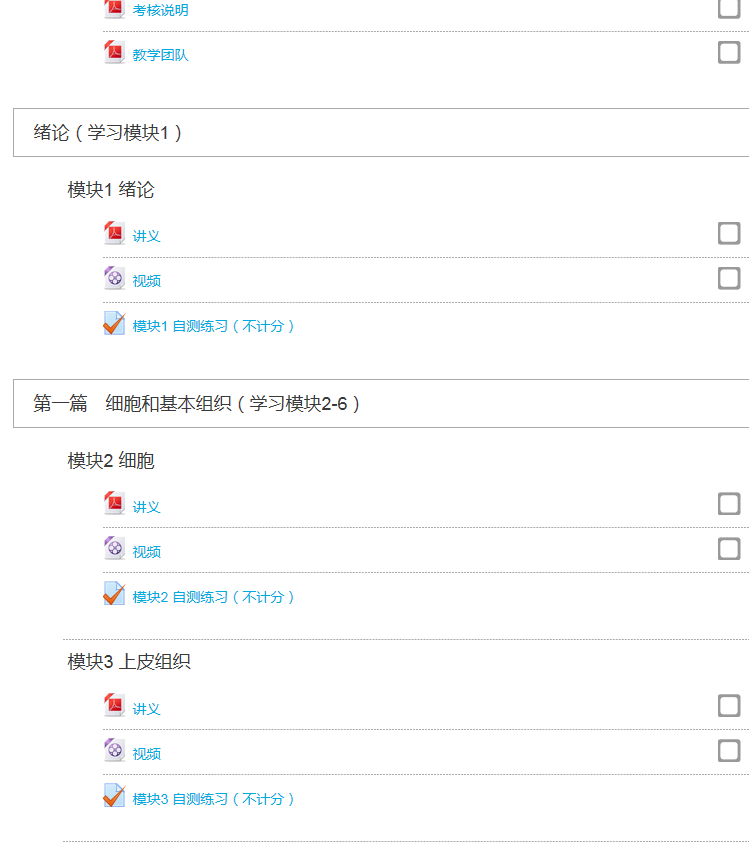 考核说明
教学团队
绪论（学习模块1）
模块1 绪论
讲义
视频
模块1 自测练习（不计分）
第一篇　细胞和基本组织（学习模块2-6）
模块2 细胞
讲义
视频
模块2 自测练习（不计分）
模块3 上皮组织
讲义
视频
模块3 自测练习（不计分）